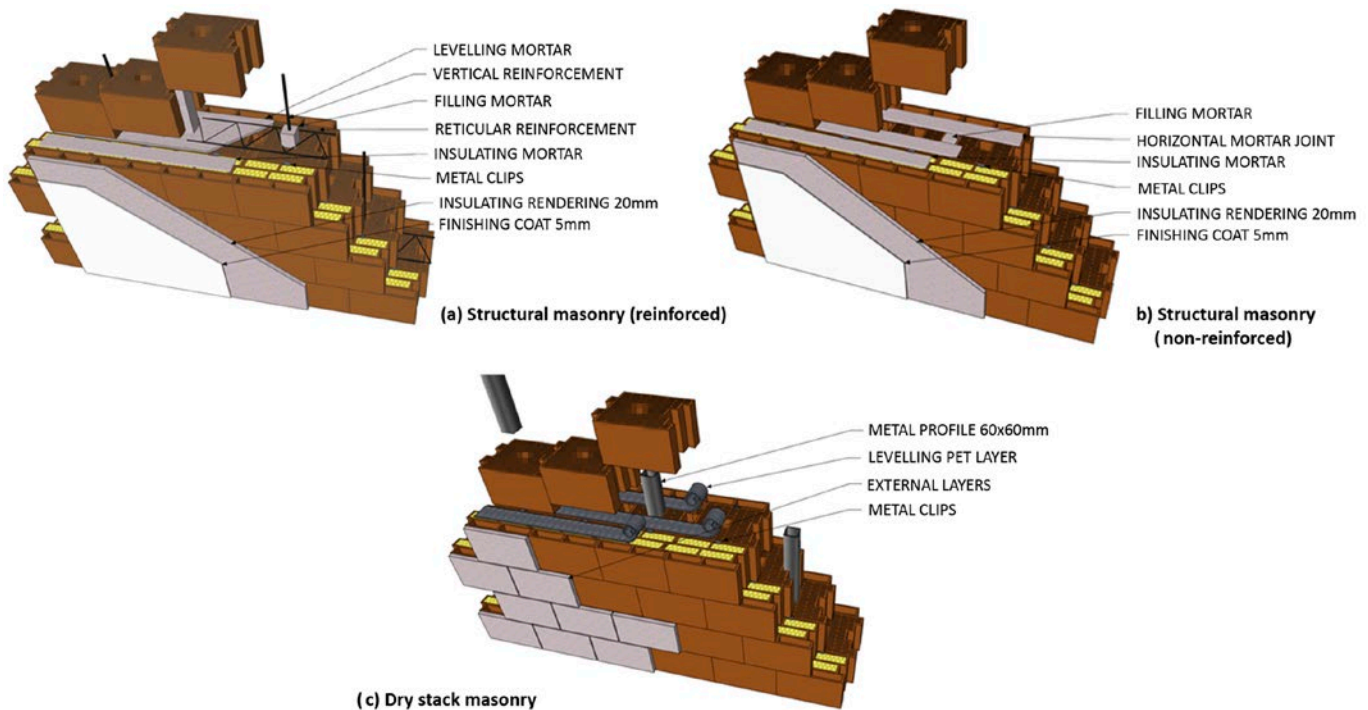 LEVELLING MORTAR
VERTICAL REINFORCEMENT
FILLING MORTAR
RETICULAR REINFORCEMENT
INSULATING MORTAR
METAL CLIPS
INSULATING RENDERING 20mm
FINISHING COAT 5mm
(a) Structural masonry (reinforced)
FILLING MORTAR
HORIZONTAL MORTAR JOINT
INSULATING MORTAR
METAL CLIPS
INSULATING RENDERING 20mm
FINISHING COAT 5mm
b) Structural masonry
(non-reinforced)
METAL PROFILE 60x60mm
LEVELLING PET LAYER
EXTERNAL LAYERS
METAL CLIPS
(c) Dry stack masonry